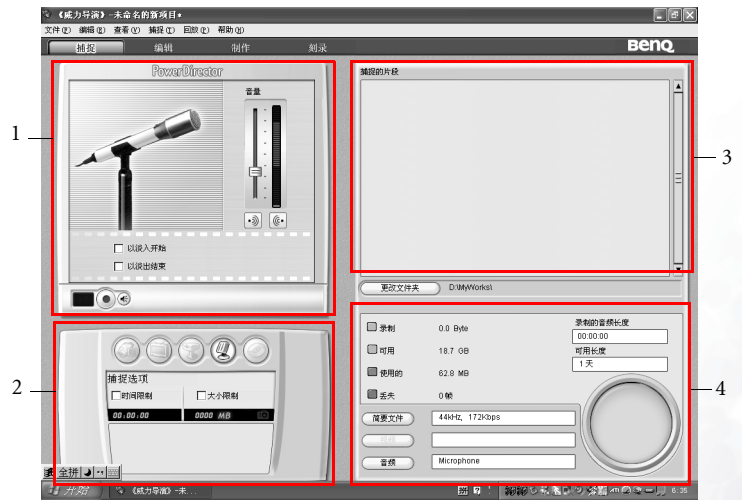 《威力导演》-未命名的新项目*
文件(F) 编辑(E) 查看(V) 捕捉(T) 回放(P) 帮助(H)
捕捉 编辑 制作 刻录 BenQ
PowerDirector
音量
以淡入开始
以淡出结束
1
捕捉的片段
3
更改文件夹 D:\MyWorks\
捕捉选项
时间限制 大小限制
00:00:00 0000 MB
2
录制 0.0 Byte
可用 18.7 GB
使用的 62.8 MB
丢失 0帧
录制的音频长度
00:00:00
可用长度
1 天
简要文件 44kHz, 172Kbps
音频 Microphone
4
全拼
开始 《威力导演》-未... 拼 6:35